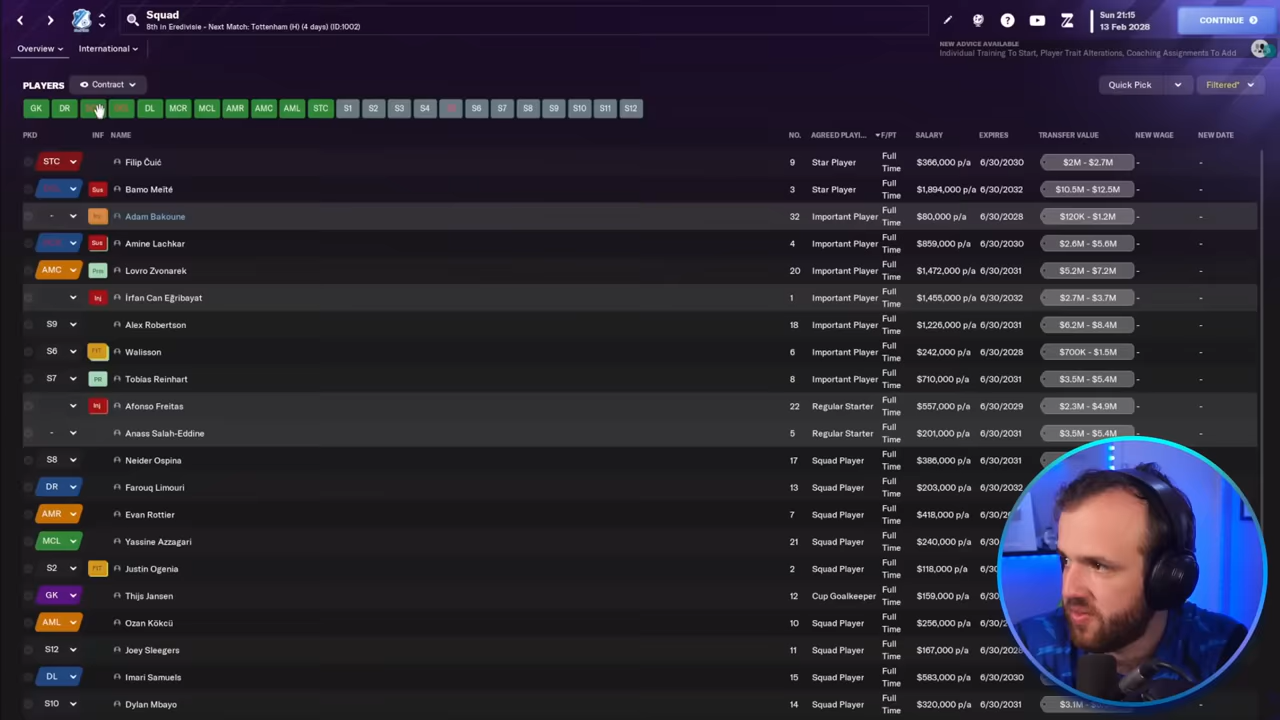 Squad
8th in Eredivisie - Next Match: Tottenham (H) (4 days) (ID:1002)
Sun 21:15
13 Feb 2028
CONTINUE
Overview
International
NEW ADVICE AVAILABLE
Individual Training To Start, Player Trait Alterations, Coaching Assignments To Add
PLAYERS Contract Quick Pick Filtered*
GK DR DL MCR MCL AMR AMC AML STC S1 S2 S3 S4 S6 S7 S8 S9 S10 S11 S12
PKD INF NAME NO. AGREED PLAYI... F/PT SALARY EXPIRES TRANSFER VALUE NEW WAGE NEW DATE
STC Filip Čuić 9 Star Player Full Time $366,000 p/a 6/30/2030 $2M - $2.7M - -
Sus Bamo Meïté 3 Star Player Full Time $1,894,000 p/a 6/30/2032 $10.5M - $12.5M - -
- Inj Adam Bakoune 32 Important Player Full Time $80,000 p/a 6/30/2028 $120K - $1.2M - -
Sus Amine Lachkar 4 Important Player Full Time $859,000 p/a 6/30/2030 $2.6M - $5.6M - -
AMC Prm Lovro Zvonarek 20 Important Player Full Time $1,472,000 p/a 6/30/2031 $5.2M - $7.2M - -
Inj İrfan Can Eğribayat 1 Important Player Full Time $1,455,000 p/a 6/30/2032 $2.7M - $3.7M - -
S9 Alex Robertson 18 Important Player Full Time $1,226,000 p/a 6/30/2031 $6.2M - $8.4M - -
S6 FIT Walisson 6 Important Player Full Time $242,000 p/a 6/30/2028 $700K - $1.5M - -
S7 PR Tobías Reinhart 8 Important Player Full Time $710,000 p/a 6/30/2031 $3.5M - $5.4M - -
Inj Afonso Freitas 22 Regular Starter Full Time $557,000 p/a 6/30/2029 $2.3M - $4.9M - -
- Anass Salah-Eddine 5 Regular Starter Full Time $201,000 p/a 6/30/2031 $3.5M - $5.4M - -
S8 Neider Ospina 17 Squad Player Full Time $386,000 p/a 6/30/2031 - -
DR Farouq Limouri 13 Squad Player Full Time $203,000 p/a 6/30/2032
AMR Evan Rottier 7 Squad Player Full Time $418,000 p/a
MCL Yassine Azzagari 21 Squad Player Full Time $240,000 p/a
S2 FIT Justin Ogenia 2 Squad Player Full Time $118,000 p/a
GK Thijs Jansen 12 Cup Goalkeeper Full Time $159,000 p/a
AML Ozan Kökcü 10 Squad Player Full Time $256,000 p/a
S12 Joey Sleegers 11 Squad Player Full Time $167,000 p/a
DL Imari Samuels 15 Squad Player Full Time $583,000 p/a 6/30/2030
S10 Dylan Mbayo 14 Squad Player Full Time $320,000 p/a 6/30/2031 -